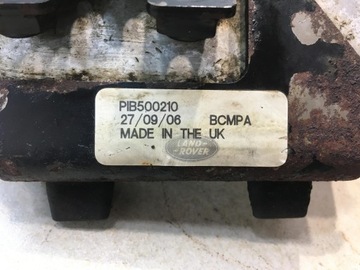 PIB500210
27/09/06 BCMPA
MADE IN THE UK
LAND
ROVER